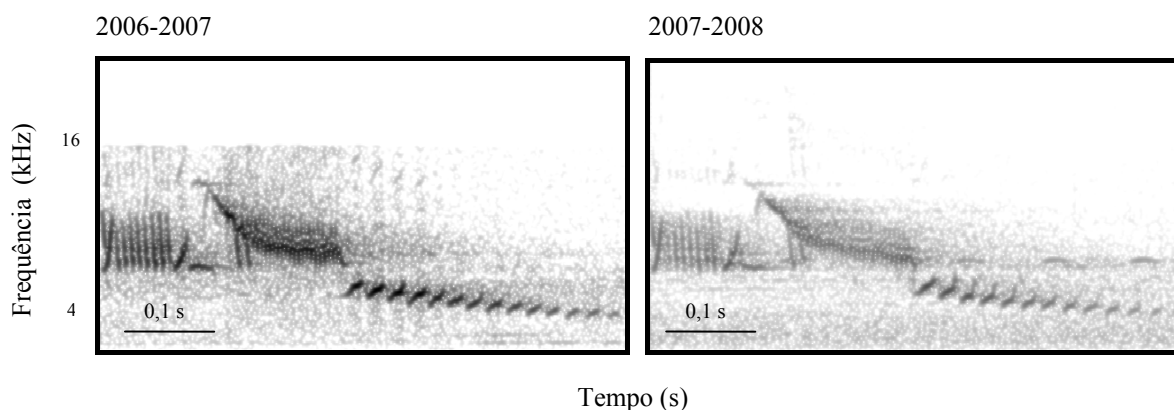 2006-2007
2007-2008
Frequência (kHz)
16
4
0,1 s
0,1 s
Tempo (s)